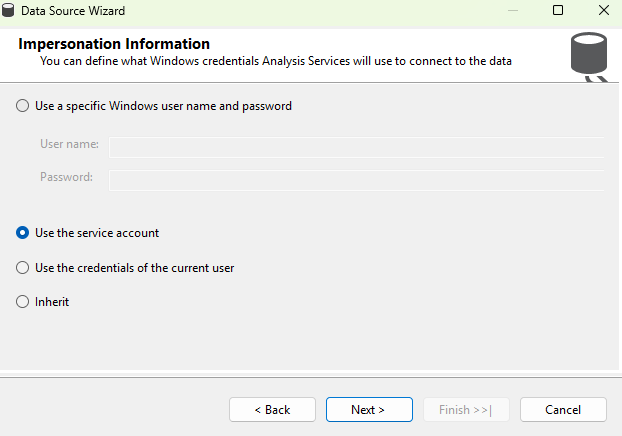 Data Source Wizard
Impersonation Information
You can define what Windows credentials Analysis Services will use to connect to the data
Use a specific Windows user name and password
User name:
Password:
Use the service account
Use the credentials of the current user
Inherit
< Back
Next >
Finish >>|
Cancel